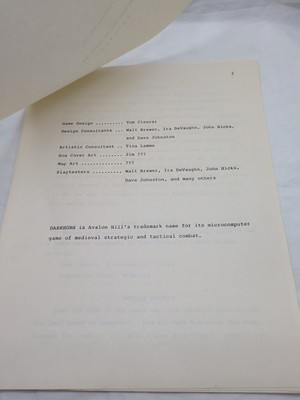 Game Design .......... Tom Cleaver
Design Consultants ... Walt Brewer, Ira DeVaughn, John Hicks,
and Dave Johnston
Artistic Consultant .. Vita Lamme
Box Cover Art ........ Jim ???
Map Art .............. ???
Playtesters .......... Walt Brewer, Ira DeVaughn, John Hicks,
Dave Johnston, and many others
DARKHORN is Avalon Hill's trademark name for its microcomputer
game of medieval strategic and tactical combat.